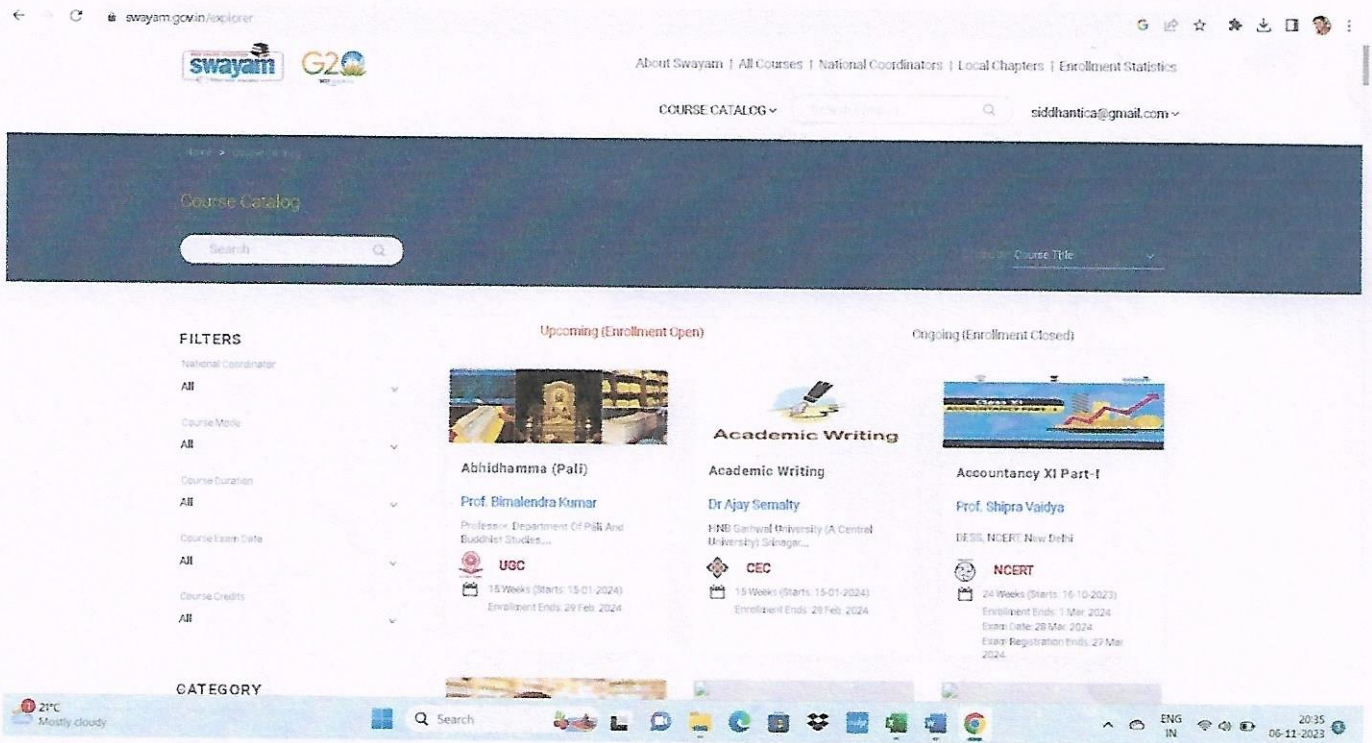 swayam.gov.in/explorer
swayam
G20
About Swayam | All Courses | National Coordinators | Local Chapters | Enrollment Statistics
COURSE CATALOG
siddhantica@gmail.com
Home >
Course Catalog
Search
Course Title
FILTERS
Upcoming (Enrollment Open)
Ongoing (Enrollment Closed)
National Coordinator
All
Course Mode
All
Course Duration
All
Course Exam Date
All
Course Credits
All
CATEGORY
Academic Writing
Class XI
ACCOUNTANCY PART I
Abhidhamma (Pali)
Prof. Bimalendra Kumar
Professor, Department Of Pali And
Buddhist Studies,...
UGC
15 Weeks (Starts: 15-01-2024)
Enrollment Ends: 29 Feb, 2024
Academic Writing
Dr Ajay Semalty
HNB Garhwal University (A Central
University) Srinagar,...
CEC
15 Weeks (Starts: 15-01-2024)
Enrollment Ends: 29 Feb, 2024
Accountancy XI Part-I
Prof. Shipra Vaidya
DESS, NCERT, New Delhi
NCERT
24 Weeks (Starts: 16-10-2023)
Enrollment Ends: 1 Mar, 2024
Exam Date: 28 Mar, 2024
Exam Registration Ends: 27 Mar,
2024
21°C
Mostly cloudy
Search
ENG
IN
20:35
06-11-2023